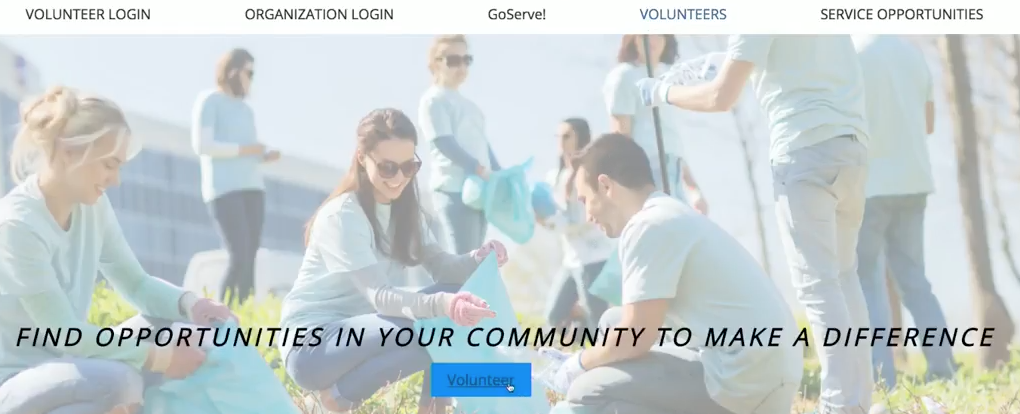 VOLUNTEER LOGIN ORGANIZATION LOGIN GoServe! VOLUNTEERS SERVICE OPPORTUNITIES
FIND OPPORTUNITIES IN YOUR COMMUNITY TO MAKE A DIFFERENCE
Volunteer